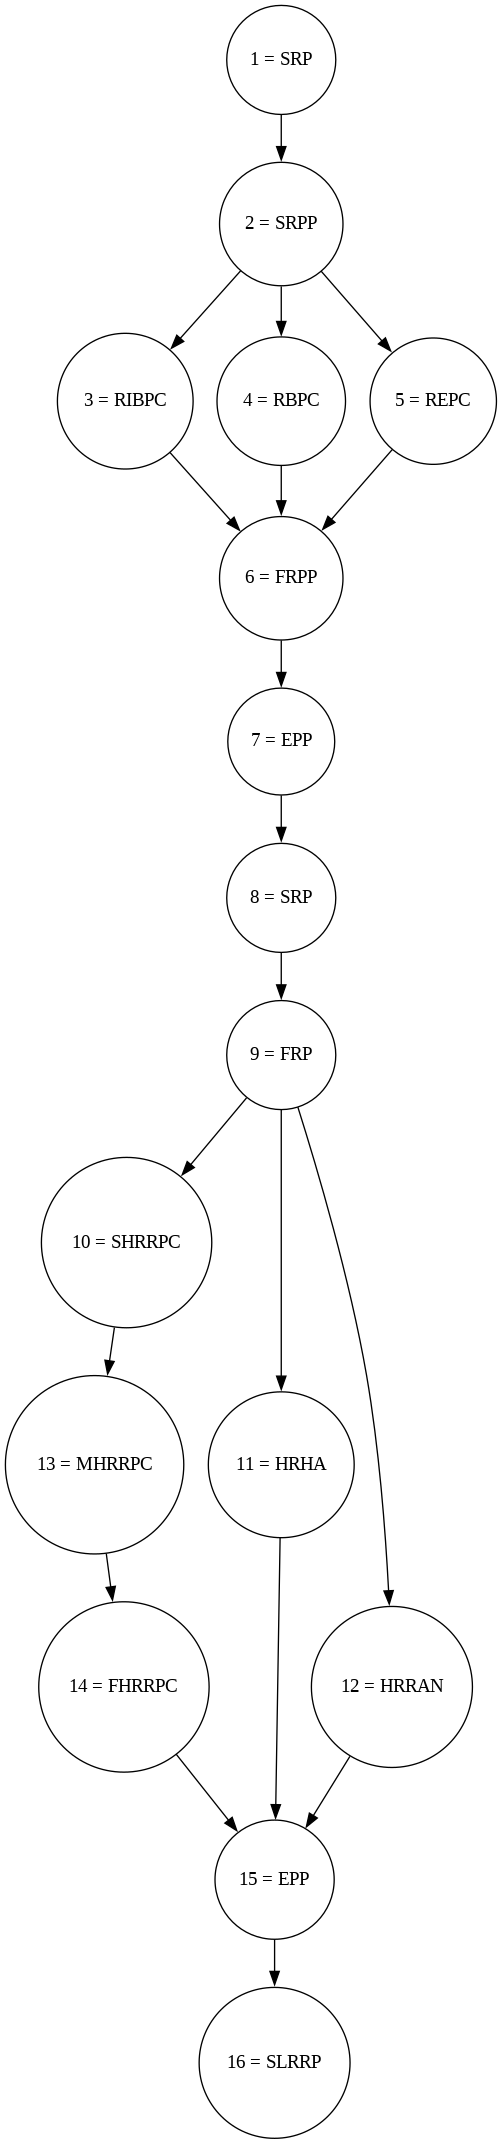 1 = SRP
2 = SRPP
3 = RIBPC
4 = RBPC
5 = REPC
6 = FRPP
7 = EPP
8 = SRP
9 = FRP
10 = SHRRPC
13 = MHRRPC
11 = HRHA
14 = FHRRPC
12 = HRRAN
15 = EPP
16 = SLRRP